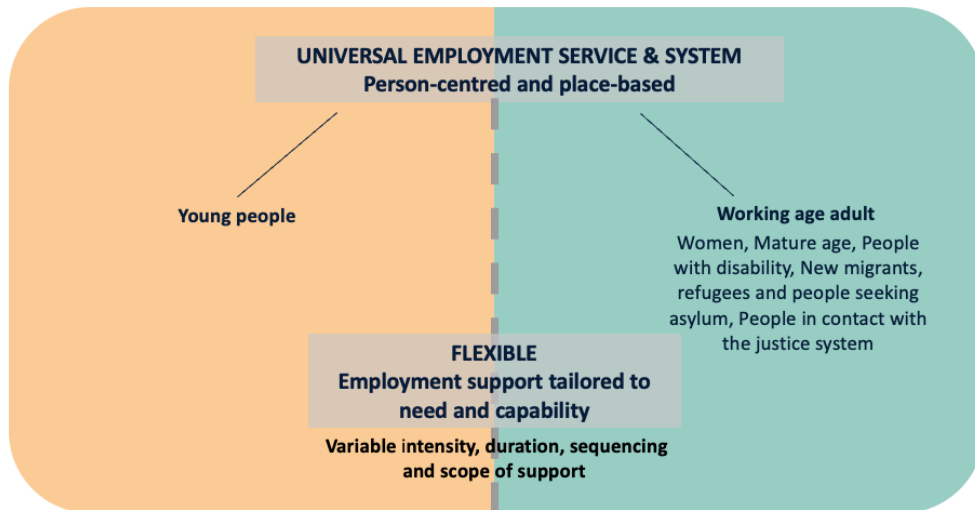 UNIVERSAL EMPLOYMENT SERVICE & SYSTEM
Person-centred and place-based
Young people
Working age adult
Women, Mature age, People
with disability, New migrants,
refugees and people seeking
asylum, People in contact with
the justice system
FLEXIBLE
Employment support tailored to
need and capability
Variable intensity, duration, sequencing
and scope of support